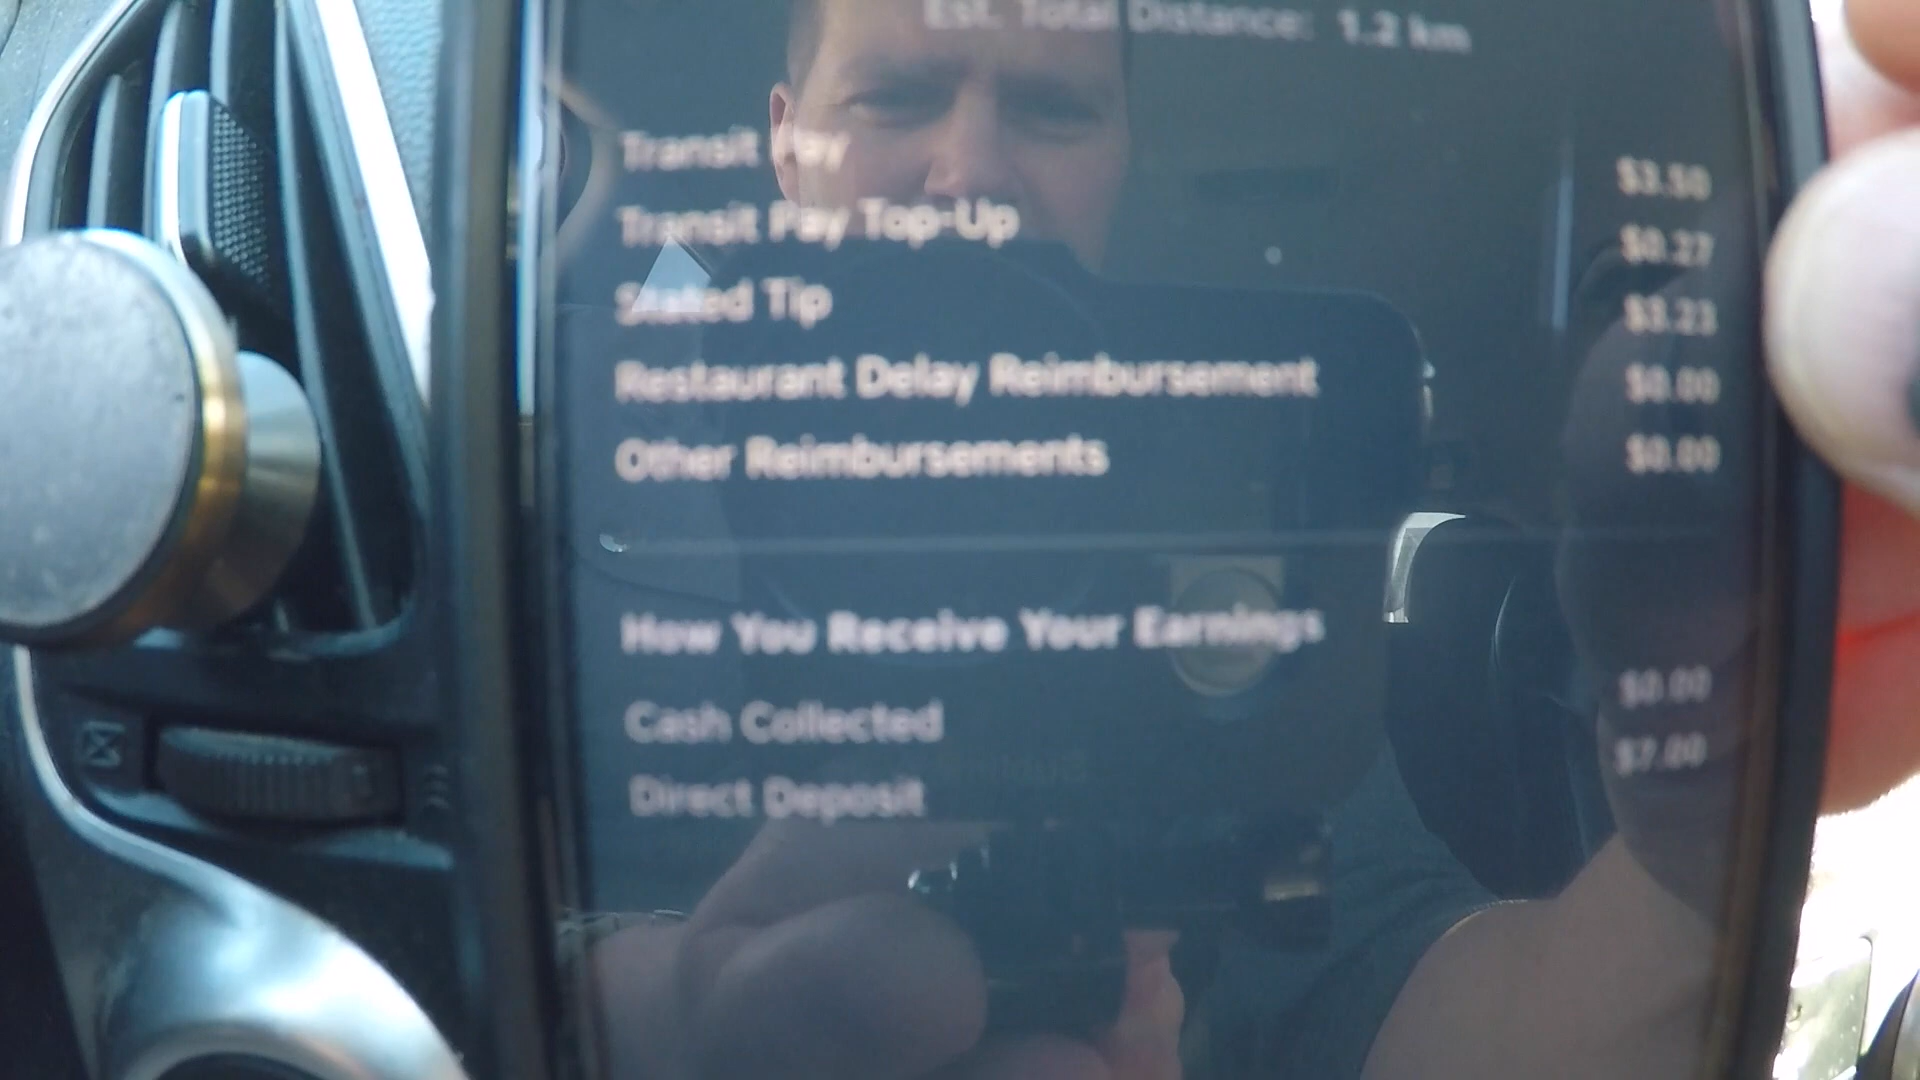 Est. Total Distance: 1.2 km
Transit Pay $3.50
Transit Pay Top-Up $0.27
Stated Tip $3.23
Restaurant Delay Reimbursement $0.00
Other Reimbursements $0.00
How You Receive Your Earnings
Cash Collected $0.00
Direct Deposit $7.00